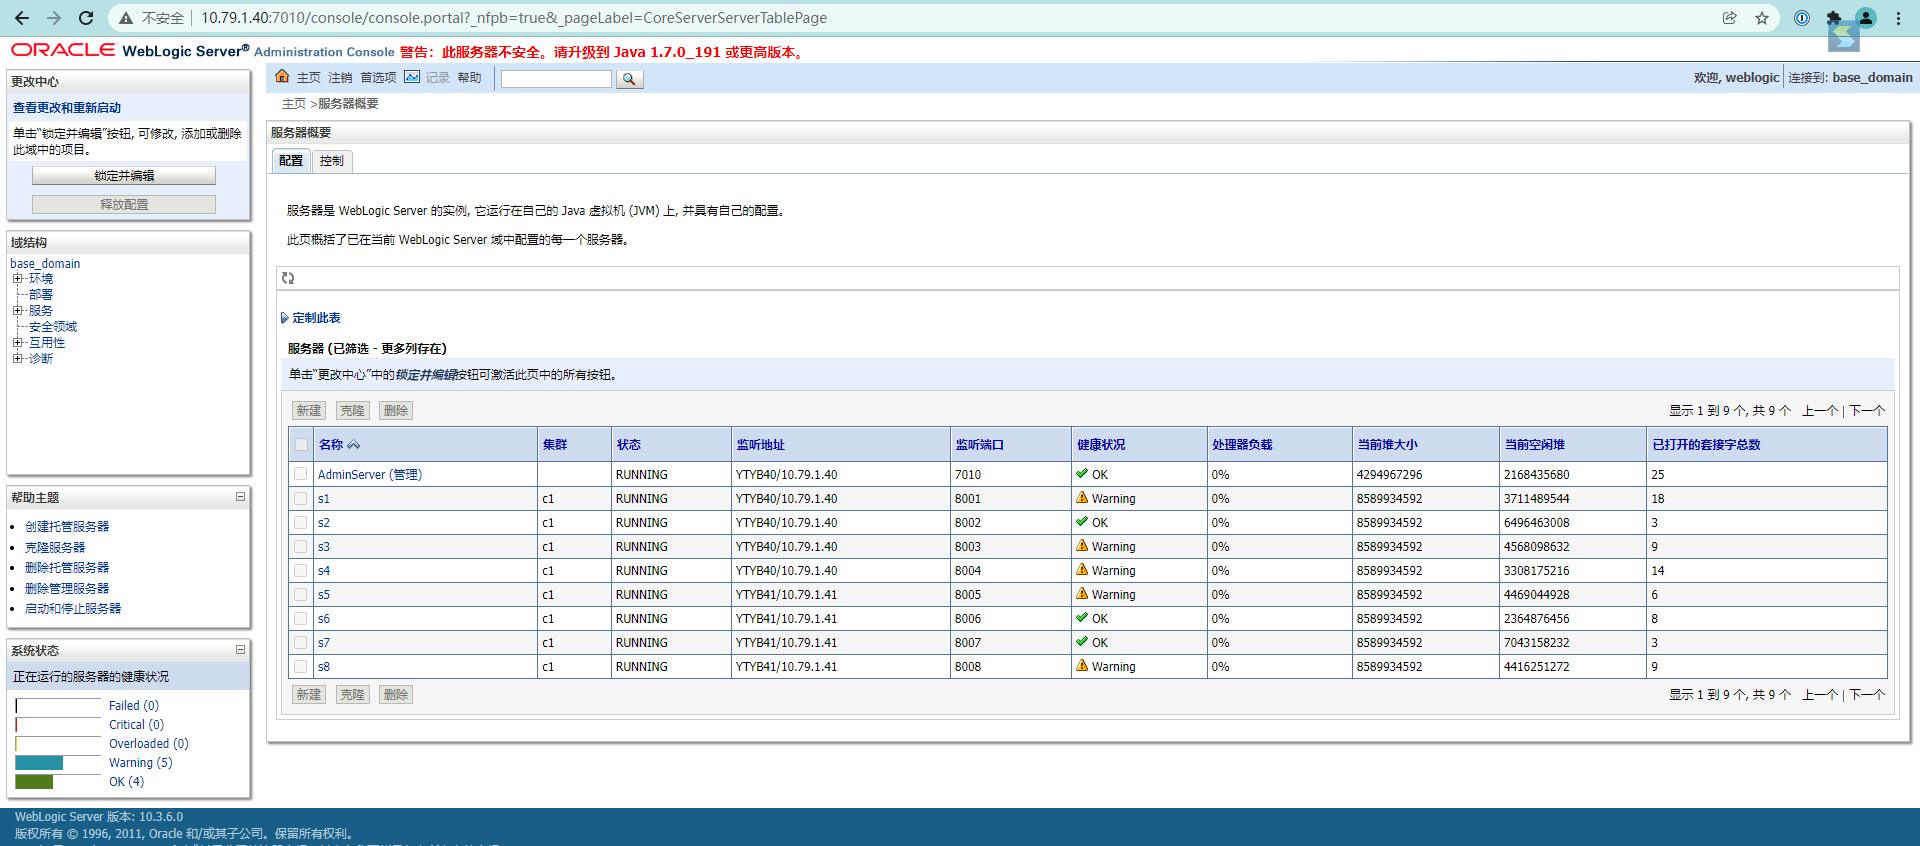 不安全 | 10.79.1.40:7010/console/console.portal?_nfpb=true&_pageLabel=CoreServerServerTablePage
ORACLE WebLogic Server® Administration Console 警告：此服务器不安全。请升级到 Java 1.7.0_191 或更高版本。
更改中心
查看更改和重新启动
单击“锁定并编辑”按钮, 可修改, 添加或删除
此域中的项目。
锁定并编辑
释放配置
域结构
base_domain
环境
部署
服务
安全领域
互用性
诊断
帮助主题
创建托管服务器
克隆服务器
删除托管服务器
删除管理服务器
启动和停止服务器
系统状态
正在运行的服务器的健康状况
Failed (0)
Critical (0)
Overloaded (0)
Warning (5)
OK (4)
主页 注销 首选项 记录 帮助
欢迎, weblogic 连接到: base_domain
主页 >服务器概要
服务器概要
配置 控制
服务器是 WebLogic Server 的实例, 它运行在自己的 Java 虚拟机 (JVM) 上, 并具有自己的配置。
此页概括了已在当前 WebLogic Server 域中配置的每一个服务器。
定制此表
服务器 (已筛选 - 更多列存在)
单击“更改中心”中的锁定并编辑按钮可激活此页中的所有按钮。
新建 克隆 删除 显示 1 到 9 个, 共 9 个 上一个 | 下一个
名称 集群 状态 监听地址 监听端口 健康状况 处理器负载 当前堆大小 当前空闲堆 已打开的套接字总数
AdminServer (管理) RUNNING YTYB40/10.79.1.40 7010 OK 0% 4294967296 2168435680 25
s1 c1 RUNNING YTYB40/10.79.1.40 8001 Warning 0% 8589934592 3711489544 18
s2 c1 RUNNING YTYB40/10.79.1.40 8002 OK 0% 8589934592 6496463008 3
s3 c1 RUNNING YTYB40/10.79.1.40 8003 Warning 0% 8589934592 4568098632 9
s4 c1 RUNNING YTYB40/10.79.1.40 8004 Warning 0% 8589934592 3308175216 14
s5 c1 RUNNING YTYB41/10.79.1.41 8005 Warning 0% 8589934592 4469044928 6
s6 c1 RUNNING YTYB41/10.79.1.41 8006 OK 0% 8589934592 2364876456 8
s7 c1 RUNNING YTYB41/10.79.1.41 8007 OK 0% 8589934592 7043158232 3
s8 c1 RUNNING YTYB41/10.79.1.41 8008 Warning 0% 8589934592 4416251272 9
新建 克隆 删除 显示 1 到 9 个, 共 9 个 上一个 | 下一个
WebLogic Server 版本: 10.3.6.0
版权所有 © 1996, 2011, Oracle 和/或其子公司。保留所有权利。